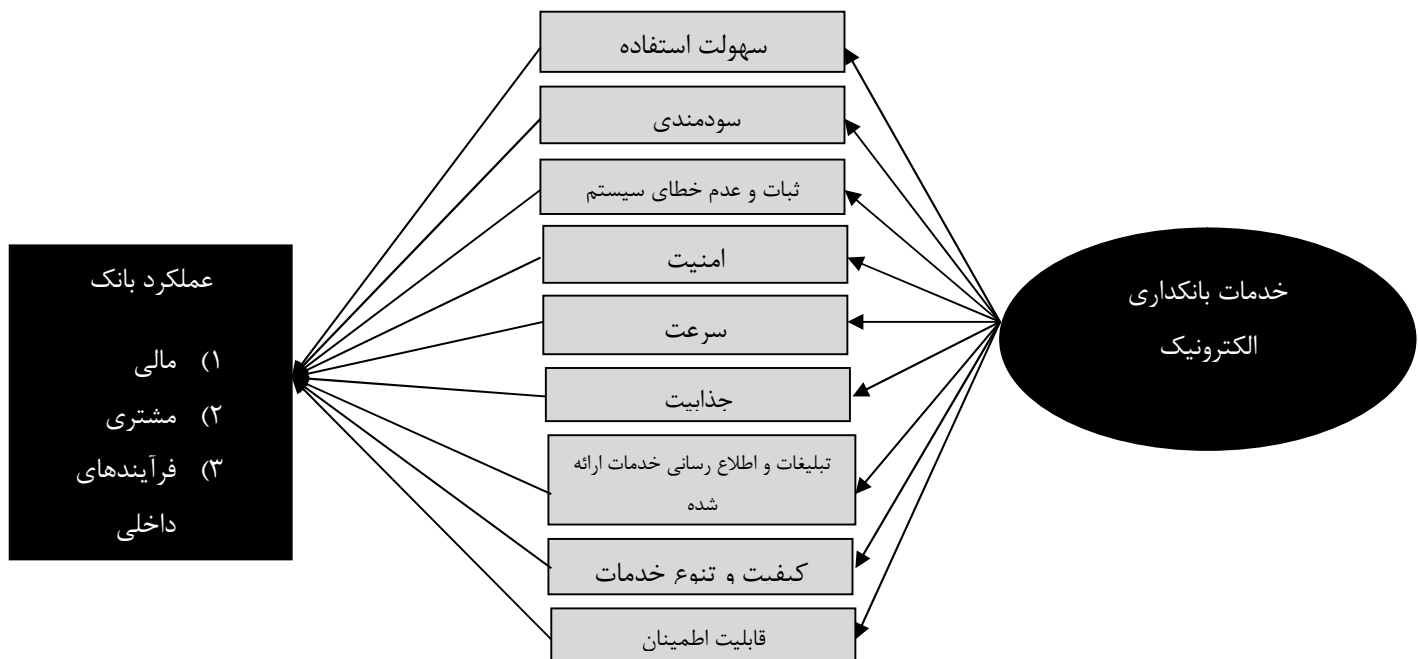 سهولت استفاده
سودمندی
ثبات و عدم خطای سیستم
امنیت
سرعت
جذابیت
تبلیغات و اطلاع رسانی خدمات ارائه
شده
کیفیت و تنوع خدمات
قابلیت اطمینان
خدمات بانکداری
الکترونیک
عملکرد بانک
۱) مالی
۲) مشتری
۳) فرآیندهای
داخلی